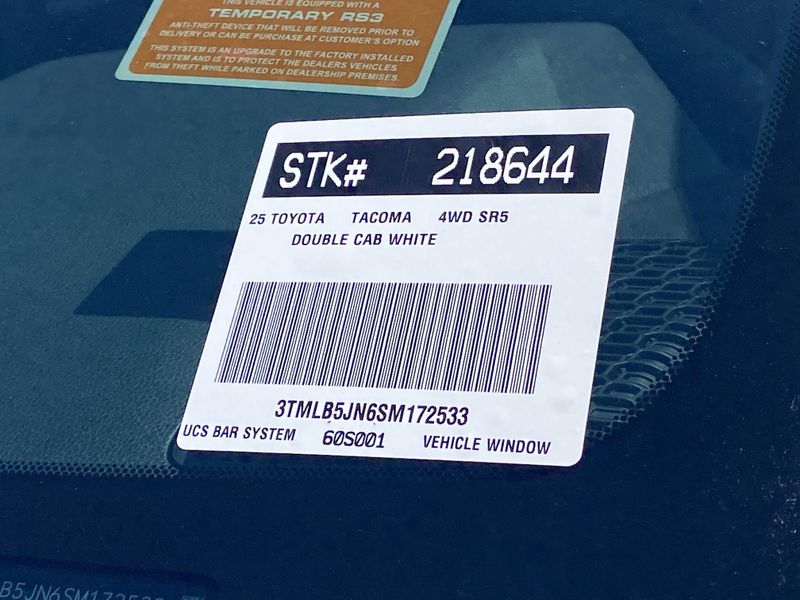 THIS VEHICLE IS EQUIPPED WITH A
TEMPORARY RS3
ANTI-THEFT DEVICE THAT WILL BE REMOVED PRIOR TO
DELIVERY OR CAN BE PURCHASE AT CUSTOMER'S OPTION
THIS SYSTEM IS AN UPGRADE TO THE FACTORY INSTALLED
SYSTEM AND IS TO PROTECT THE DEALERS VEHICLES
FROM THEFT WHILE PARKED ON DEALERSHIP PREMISES.
STK# 218644
25 TOYOTA TACOMA 4WD SR5
DOUBLE CAB WHITE
3TMLB5JN6SM172533
UCS BAR SYSTEM 60S001 VEHICLE WINDOW
B5JN6SM172533